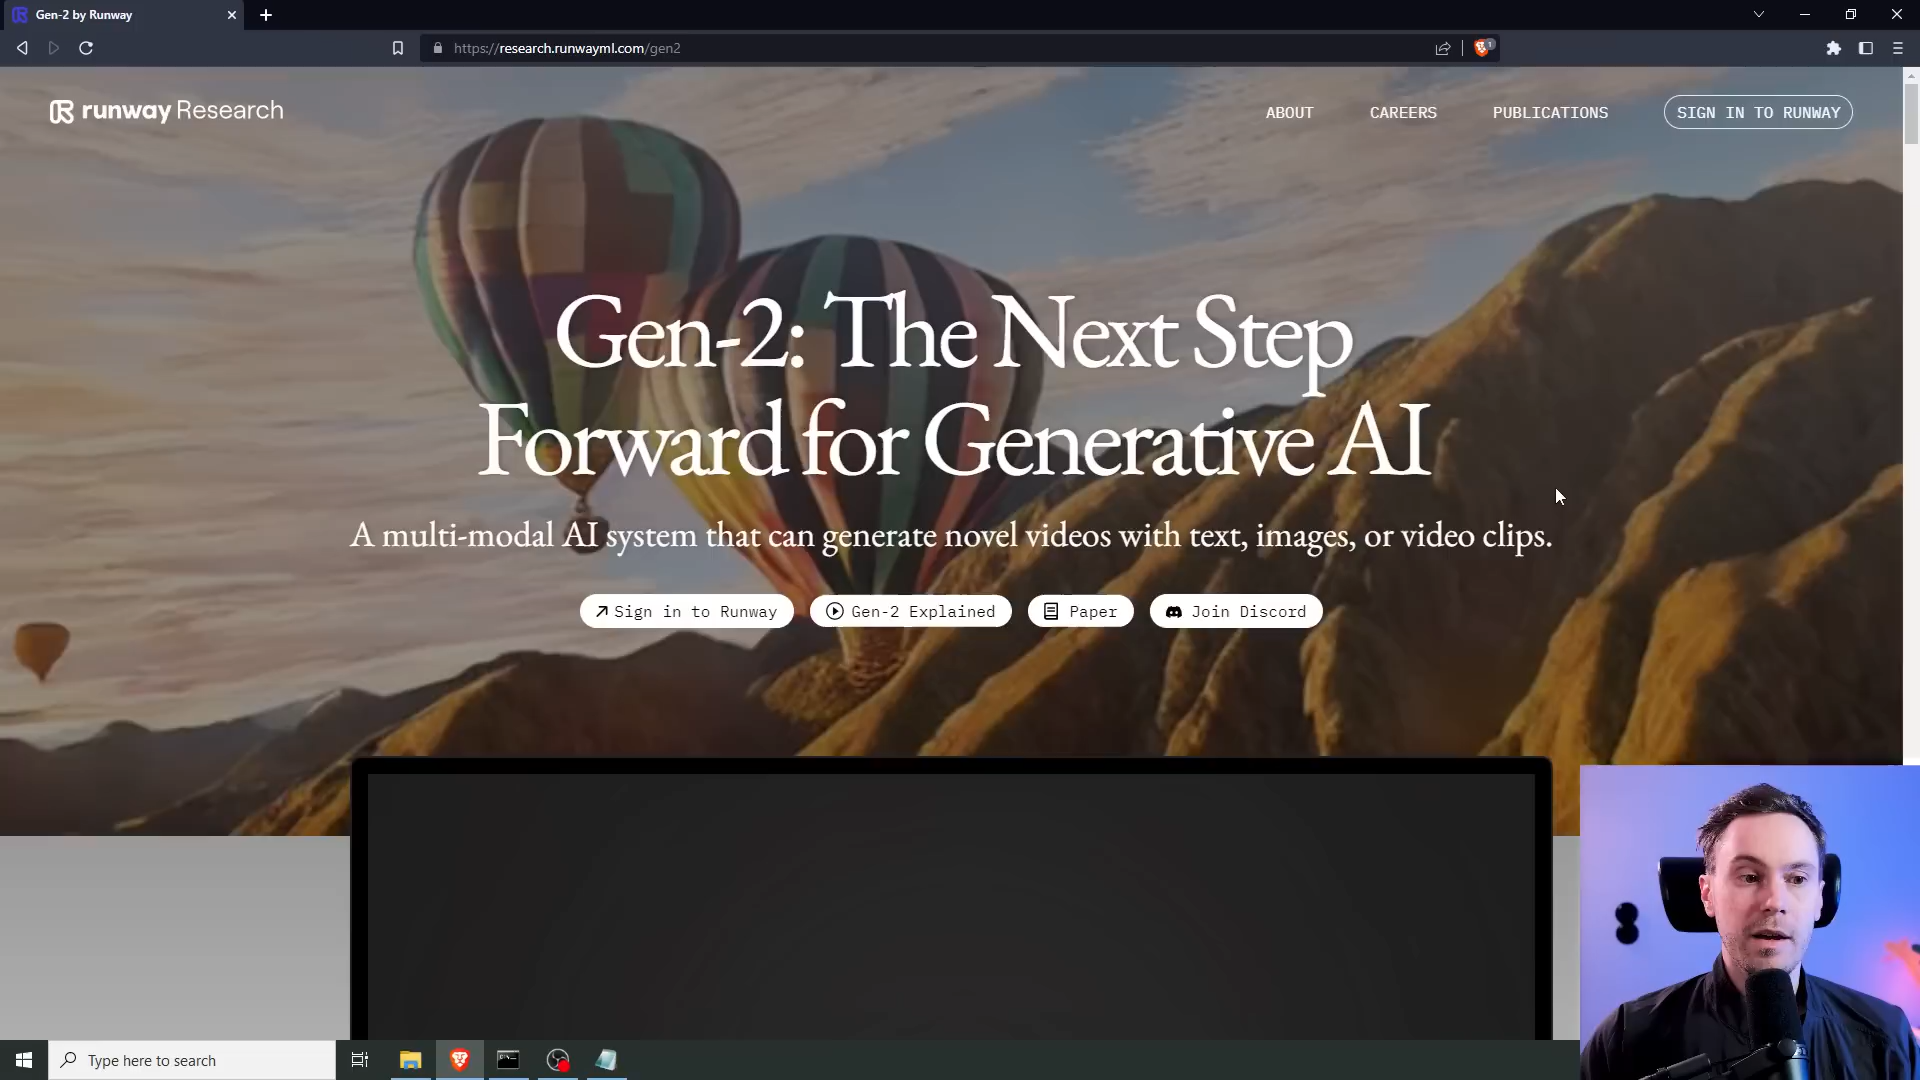 Gen-2 by Runway
https://research.runwayml.com/gen2
1
runway Research
ABOUT
CAREERS
PUBLICATIONS
SIGN IN TO RUNWAY
Gen-2: The Next Step
Forward for Generative AI
A multi-modal AI system that can generate novel videos with text, images, or video clips.
Sign in to Runway
Gen-2 Explained
Paper
Join Discord
Type here to search